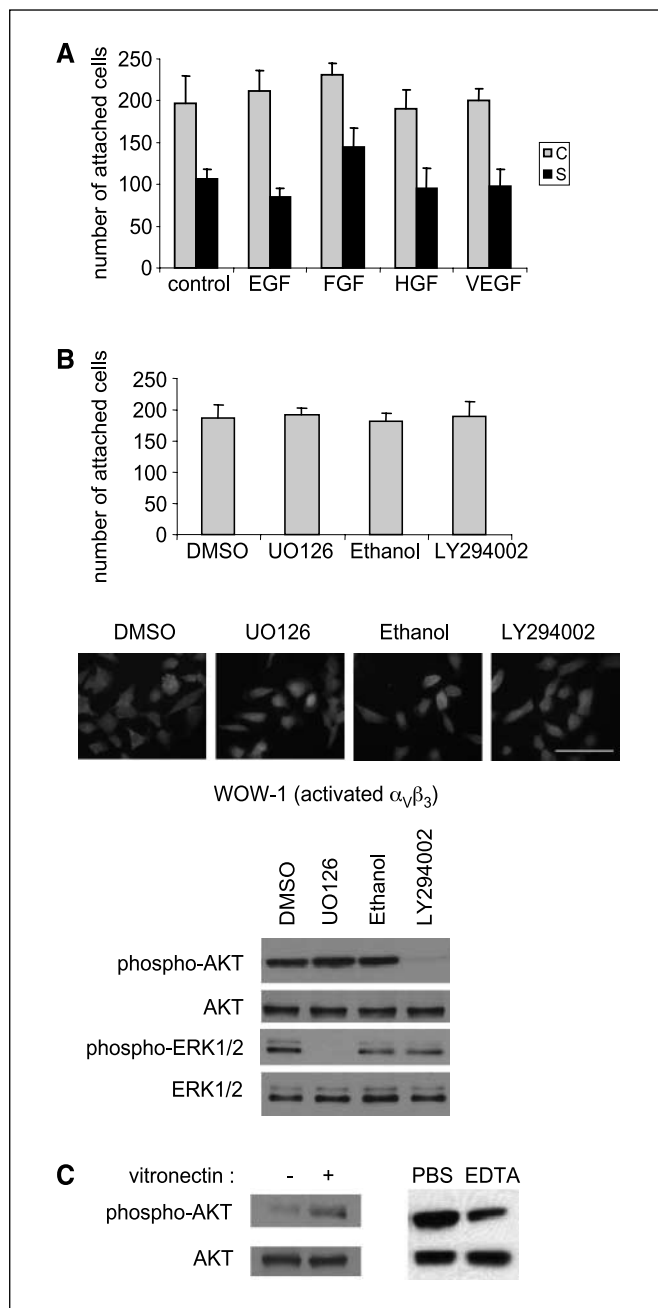 A
number of attached cells
250
200
150
100
50
0
control EGF FGF HGF VEGF
C
S
B
number of attached cells
250
200
150
100
50
0
DMSO UO126 Ethanol LY294002
DMSO UO126 Ethanol LY294002
WOW-1 (activated αVβ3)
DMSO
UO126
Ethanol
LY294002
phospho-AKT
AKT
phospho-ERK1/2
ERK1/2
C
vitronectin : - +
PBS EDTA
phospho-AKT
AKT